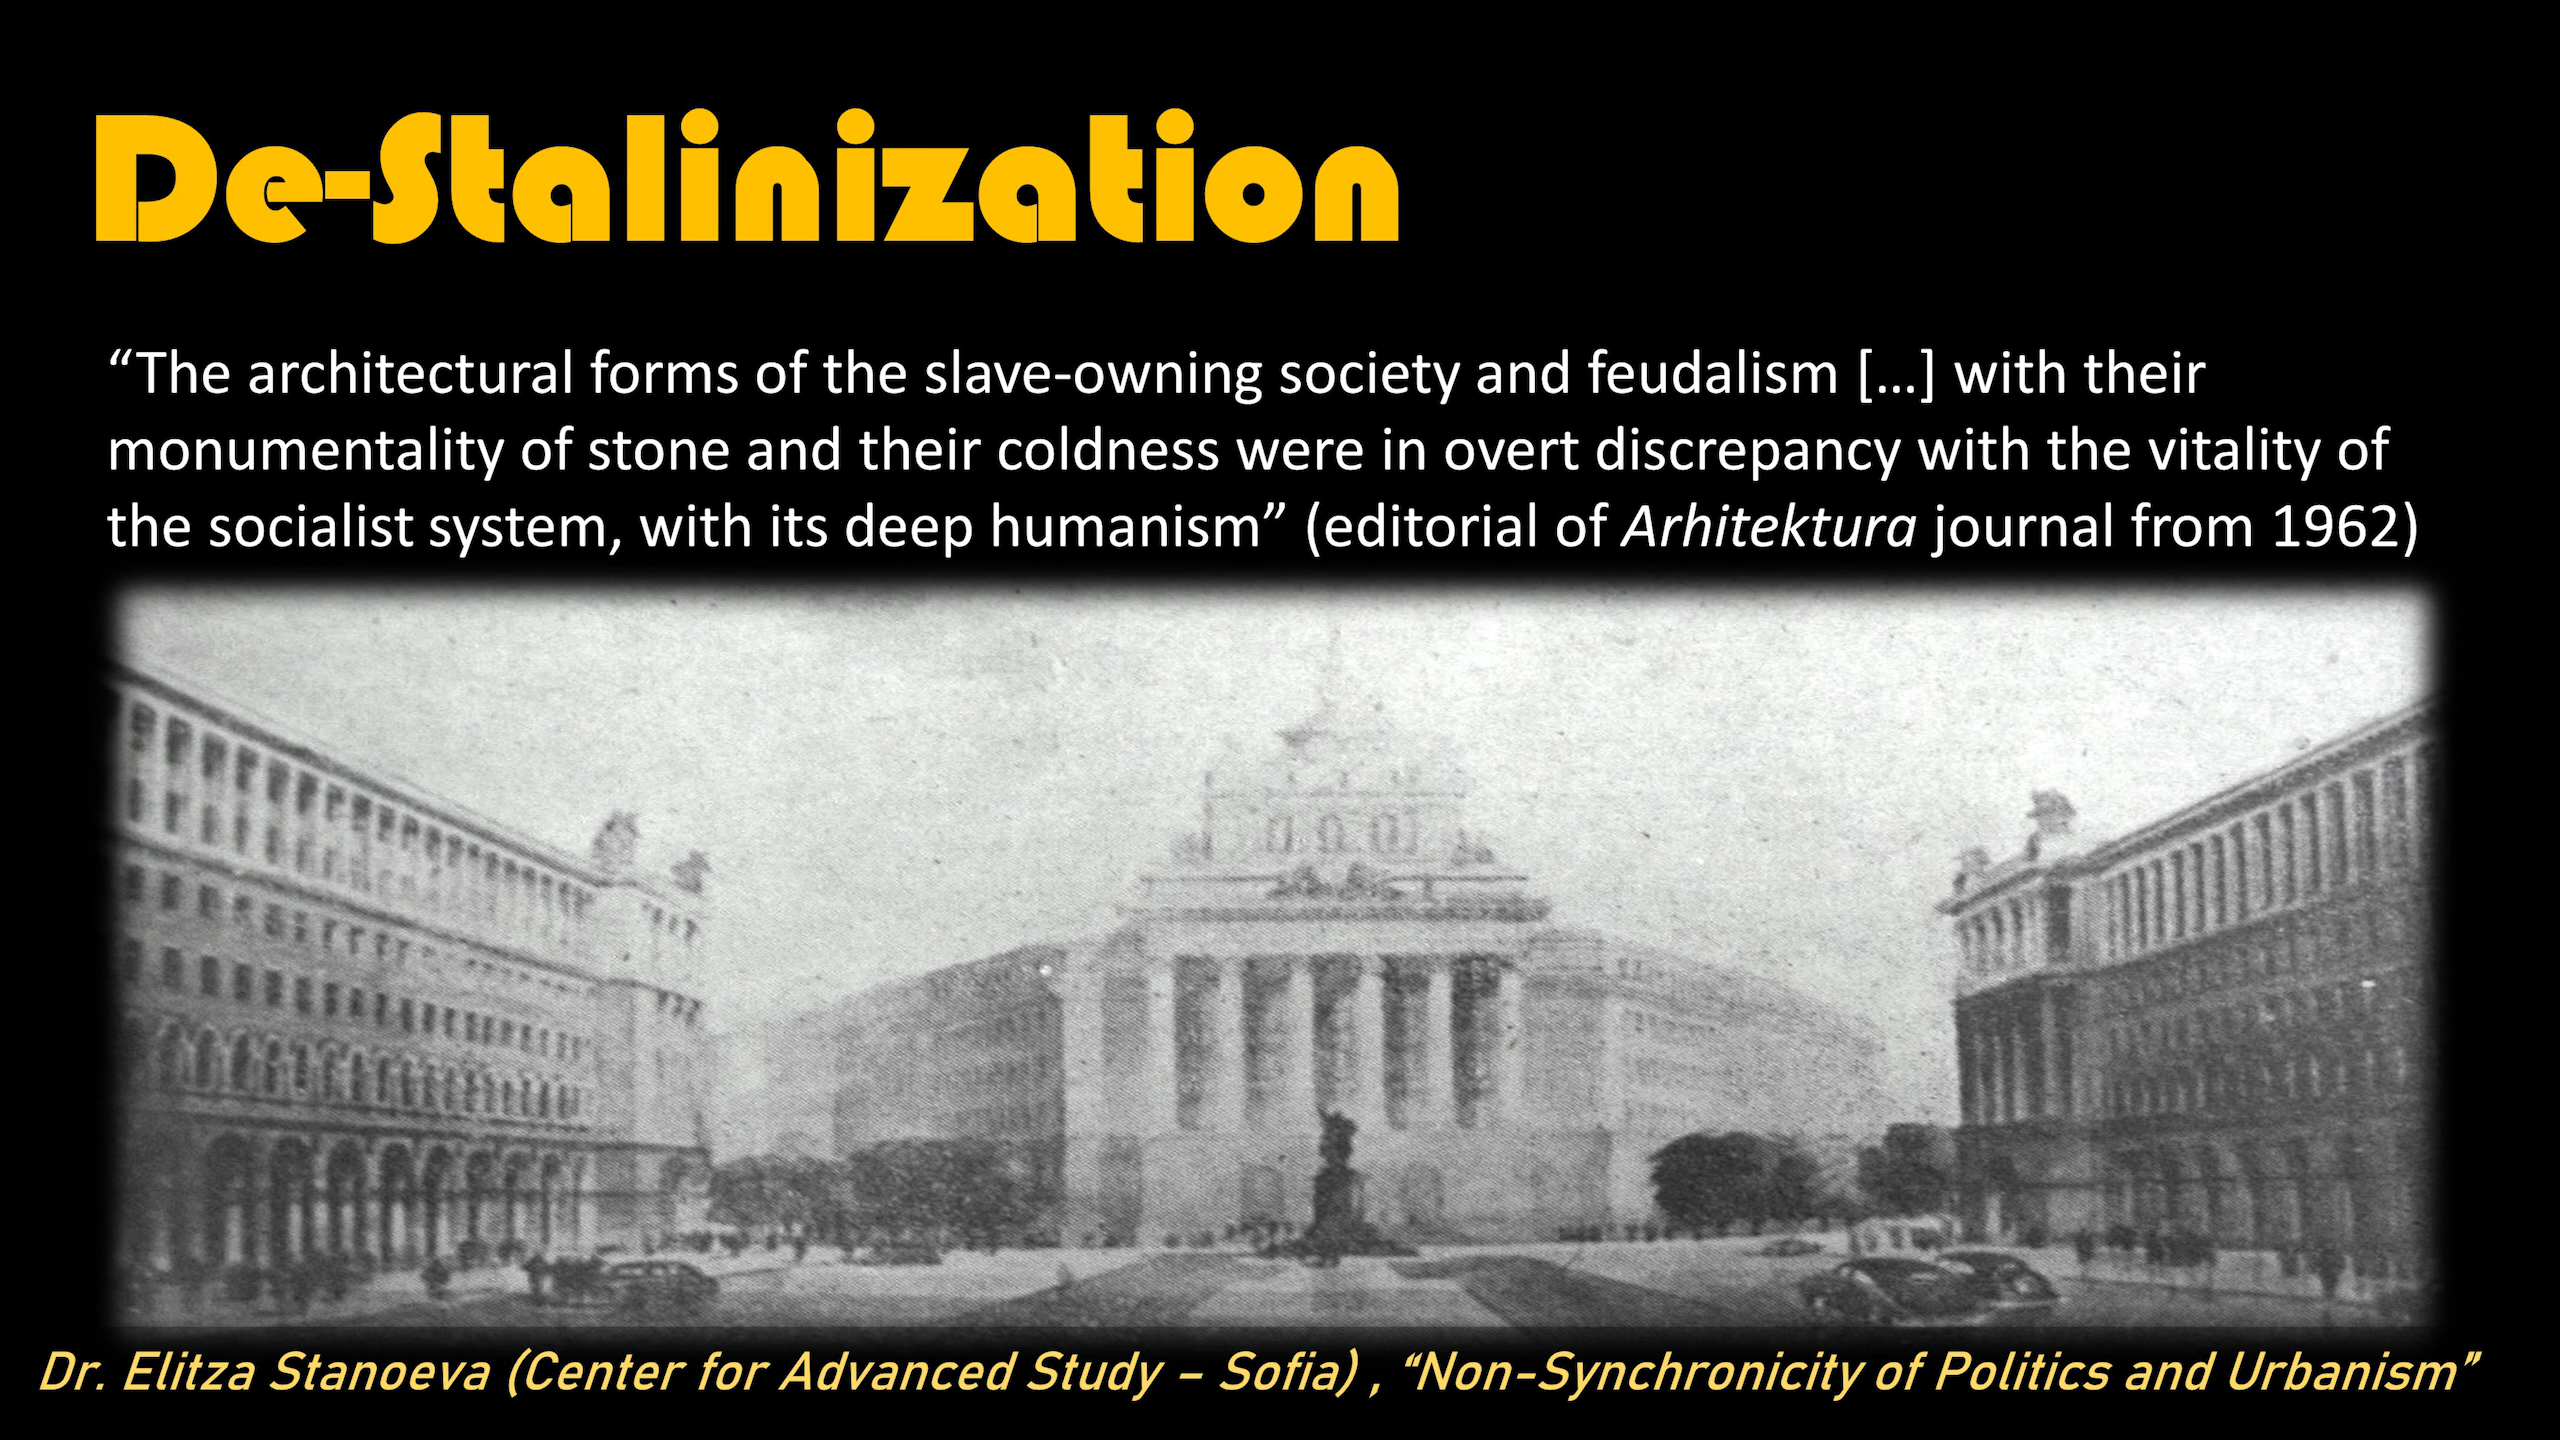 De-Stalinization
“The architectural forms of the slave-owning society and feudalism […] with their
monumentality of stone and their coldness were in overt discrepancy with the vitality of
the socialist system, with its deep humanism” (editorial of Arhitektura journal from 1962)
Dr. Elitza Stanoeva (Center for Advanced Study – Sofia) , “Non-Synchronicity of Politics and Urbanism”